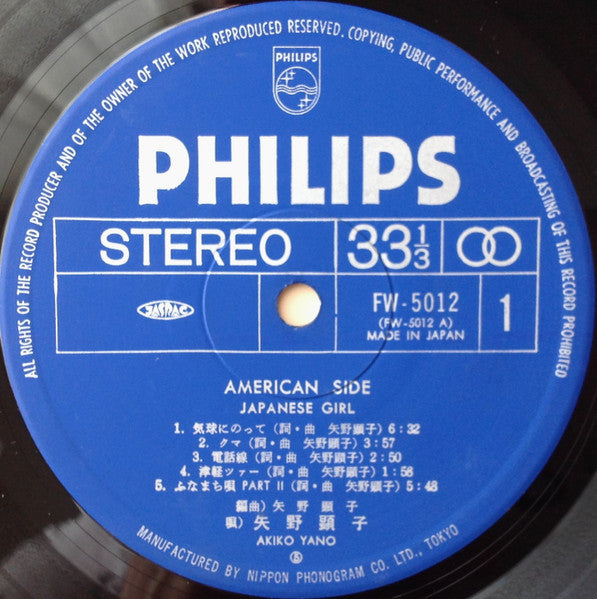 ALL RIGHTS OF THE RECORD PRODUCER AND OF THE OWNER OF THE WORK REPRODUCED RESERVED. COPYING, PUBLIC PERFORMANCE AND BROADCASTING OF THIS RECORD PROHIBITED
PHILIPS
PHILIPS
STEREO 33⅓
JASRAC FW-5012 1
(FW-5012 A)
MADE IN JAPAN
AMERICAN SIDE
JAPANESE GIRL
1. 気球にのって (詞・曲 矢野顕子) 6:32
2. クマ (詞・曲 矢野顕子) 3:57
3. 電話線 (詞・曲 矢野顕子) 2:50
4. 津軽ツァー (詞・曲 矢野顕子) 1:58
5. ふなまち唄 PART II (詞・曲 矢野顕子) 5:48
編曲) 矢野顕子
唄) 矢野顕子
AKIKO YANO
MANUFACTURED BY NIPPON PHONOGRAM CO. LTD., TOKYO